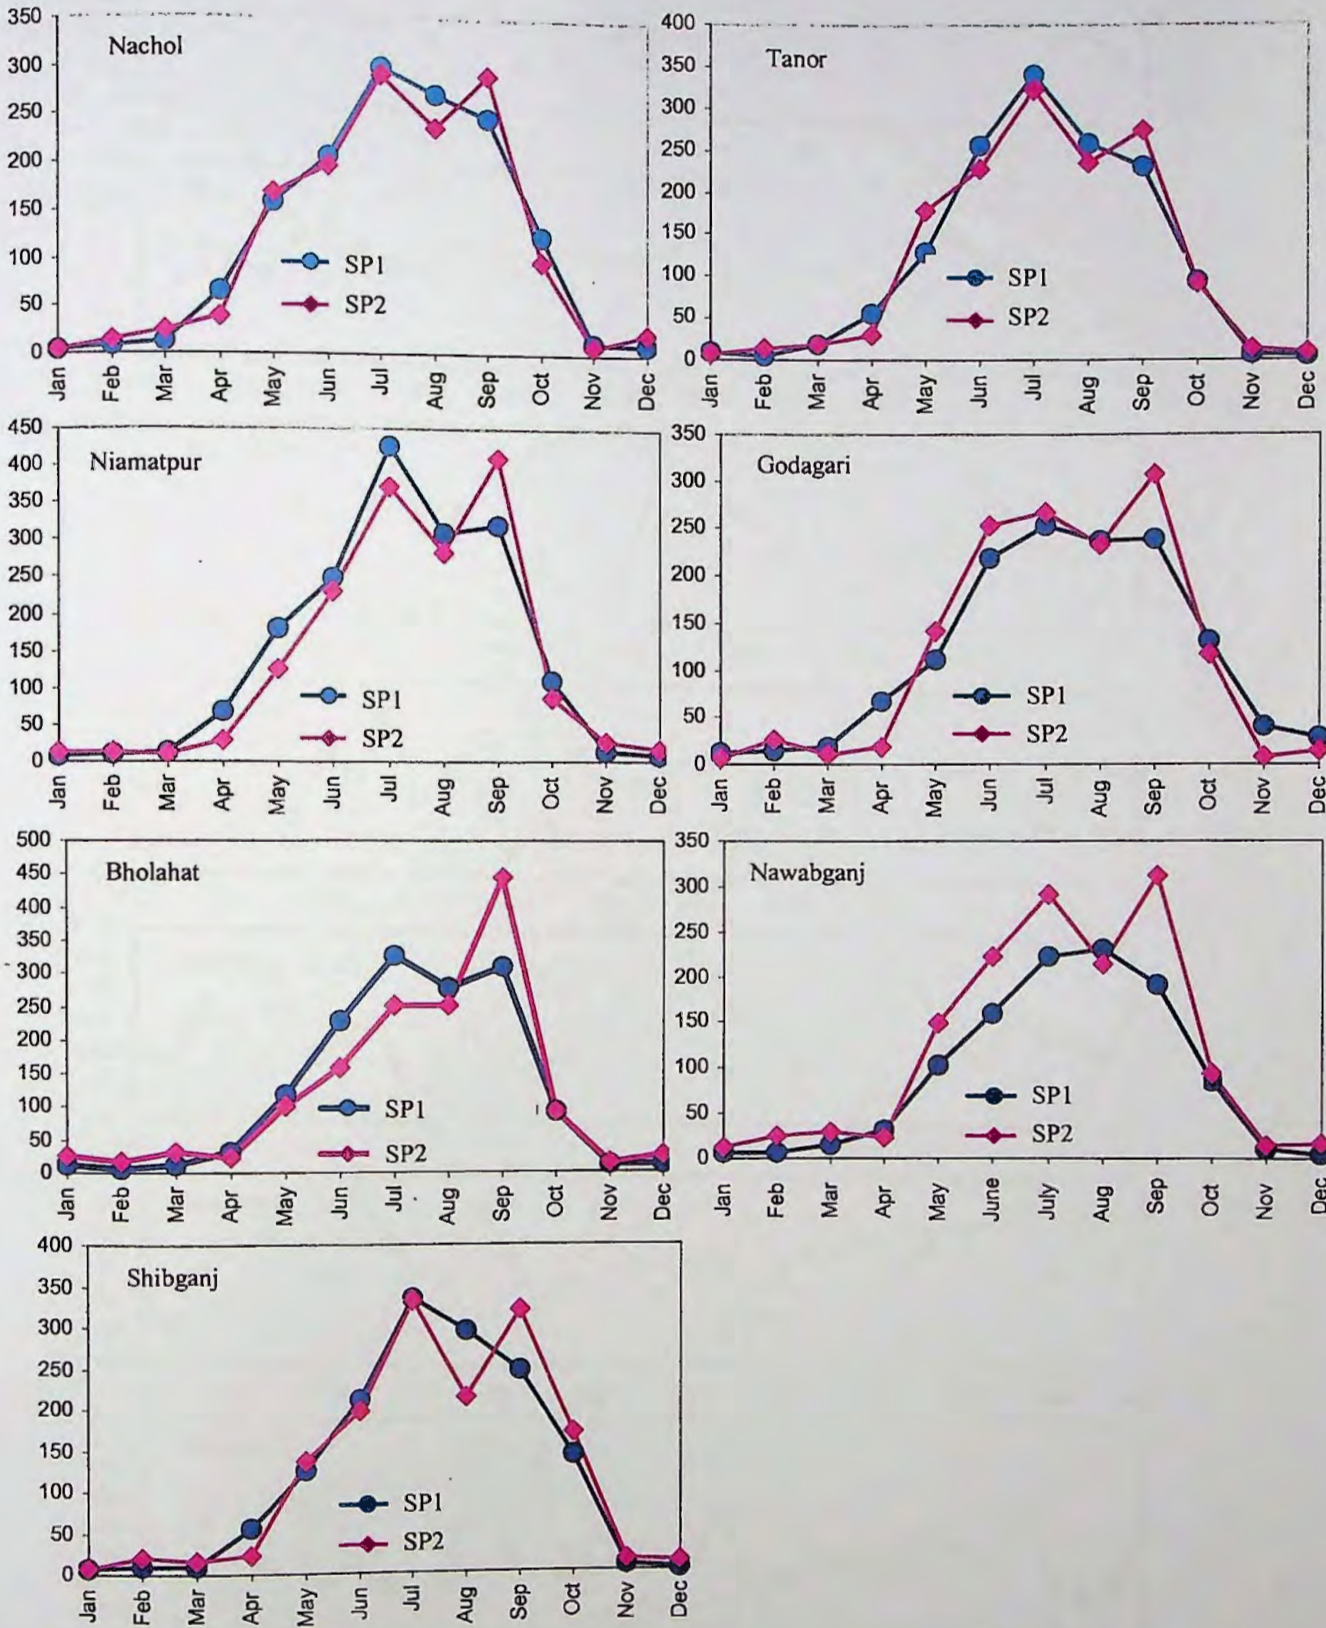 Nachol
350
300
250
200
150
100
50
0
SP1
SP2
Jan Feb Mar Apr May Jun Jul Aug Sep Oct Nov Dec
Tanor
400
350
300
250
200
150
100
50
0
SP1
SP2
Jan Feb Mar Apr May Jun Jul Aug Sep Oct Nov Dec
Niamatpur
450
400
350
300
250
200
150
100
50
0
SP1
SP2
Jan Feb Mar Apr May Jun Jul Aug Sep Oct Nov Dec
Godagari
350
300
250
200
150
100
50
0
SP1
SP2
Jan Feb Mar Apr May Jun Jul Aug Sep Oct Nov Dec
Bholahat
500
450
400
350
300
250
200
150
100
50
0
SP1
SP2
Jan Feb Mar Apr May Jun Jul Aug Sep Oct Nov Dec
Nawabganj
350
300
250
200
150
100
50
0
SP1
SP2
Jan Feb Mar Apr May June July Aug Sep Oct Nov Dec
Shibganj
400
350
300
250
200
150
100
50
0
SP1
SP2
Jan Feb Mar Apr May Jun Jul Aug Sep Oct Nov Dec